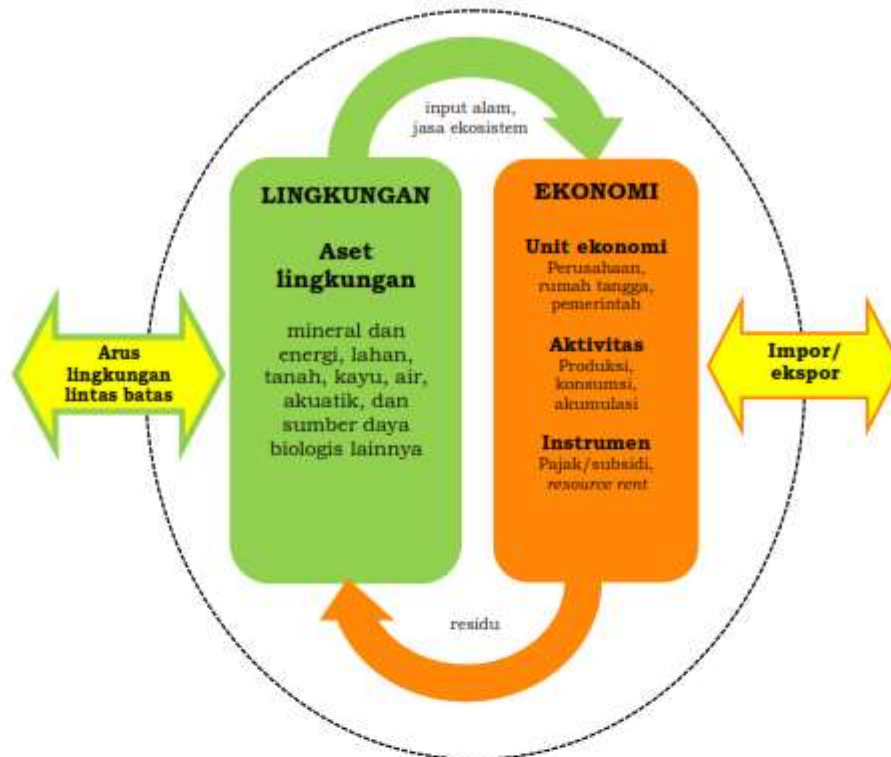 input alam,
jasa ekosistem
LINGKUNGAN
Aset
lingkungan
mineral dan
energi, lahan,
tanah, kayu, air,
akuatik, dan
sumber daya
biologis lainnya
EKONOMI
Unit ekonomi
Perusahaan,
rumah tangga,
pemerintah
Aktivitas
Produksi,
konsumsi,
akumulasi
Instrumen
Pajak/subsidi,
resource rent
Arus
lingkungan
lintas batas
Impor/
ekspor
residu